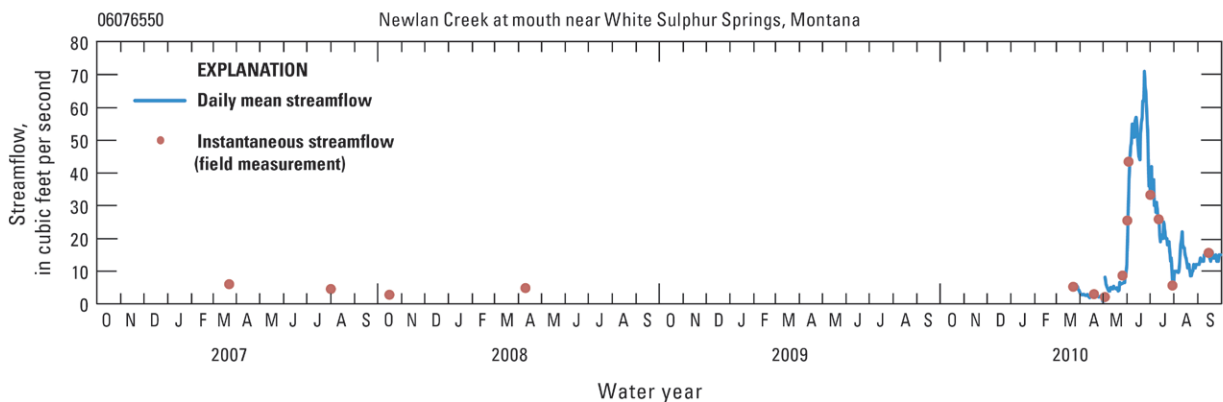 06076550 Newlan Creek at mouth near White Sulphur Springs, Montana
80
70
60
50
40
30
20
10
0
Streamflow,
in cubic feet per second
EXPLANATION
Daily mean streamflow
Instantaneous streamflow
(field measurement)
O N D J F M A M J J A S O N D J F M A M J J A S O N D J F M A M J J A S O N D J F M A M J J A S
2007 2008 2009 2010
Water year